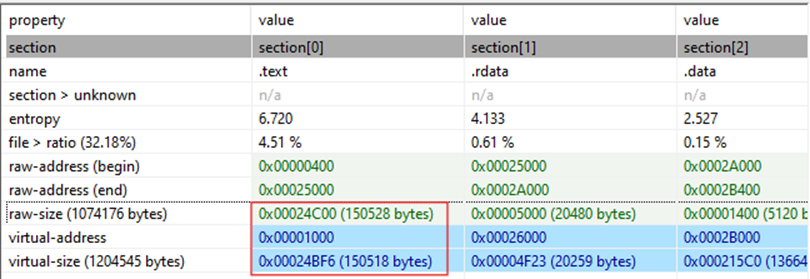 property value value value
section section[0] section[1] section[2]
name .text .rdata .data
section > unknown n/a n/a n/a
entropy 6.720 4.133 2.527
file > ratio (32.18%) 4.51 % 0.61 % 0.15 %
raw-address (begin) 0x00000400 0x00025000 0x0002A000
raw-address (end) 0x00025000 0x0002A000 0x0002B400
raw-size (1074176 bytes) 0x00024C00 (150528 bytes) 0x00005000 (20480 bytes) 0x00001400 (5120 b
virtual-address 0x00001000 0x00026000 0x0002B000
virtual-size (1204545 bytes) 0x00024BF6 (150518 bytes) 0x00004F23 (20259 bytes) 0x000215C0 (13664